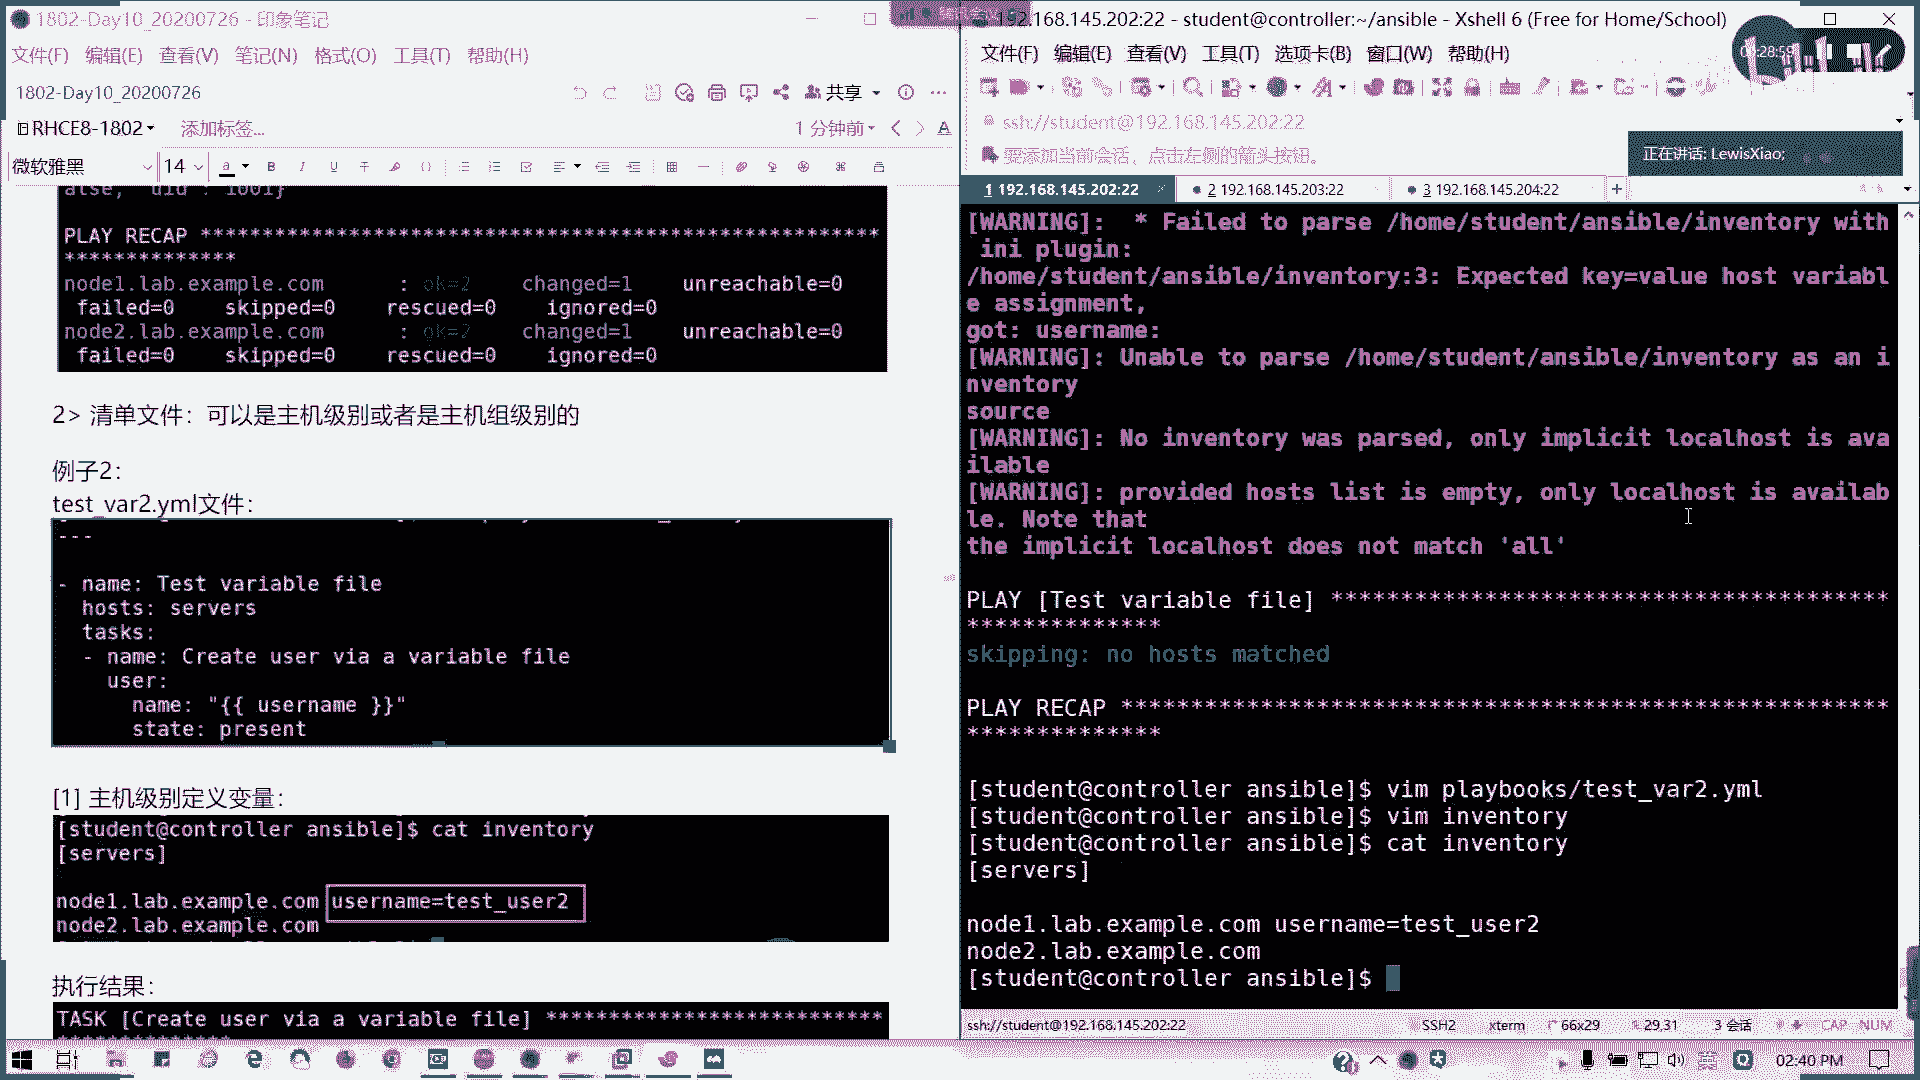 1802-Day10_20200726 - 印象笔记
文件(F) 编辑(E) 查看(V) 笔记(N) 格式(O) 工具(T) 帮助(H)
1802-Day10_20200726
共享
RHCE8-1802
添加标签...
1 分钟前
微软雅黑
14
PLAY RECAP *******************************************************
**************
node1.lab.example.com : ok=2 changed=1 unreachable=0
failed=0 skipped=0 rescued=0 ignored=0
node2.lab.example.com : ok=2 changed=1 unreachable=0
failed=0 skipped=0 rescued=0 ignored=0
2> 清单文件：可以是主机级别或者是主机组级别的
例子2：
test_var2.yml文件：
---
- name: Test variable file
hosts: servers
tasks:
- name: Create user via a variable file
user:
name: "{{ username }}"
state: present
[1] 主机级别定义变量：
[student@controller ansible]$ cat inventory
[servers]
node1.lab.example.com username=test_user2
node2.lab.example.com
执行结果：
TASK [Create user via a variable file] ***************************
192.168.145.202:22 - student@controller:~/ansible - Xshell 6 (Free for Home/School)
文件(F) 编辑(E) 查看(V) 工具(T) 选项卡(B) 窗口(W) 帮助(H)
ssh://student@192.168.145.202:22
要添加当前会话，点击左侧的箭头按钮。
正在讲话: LewisXiao;
1 192.168.145.202:22
2 192.168.145.203:22
3 192.168.145.204:22
[WARNING]:  * Failed to parse /home/student/ansible/inventory with
ini plugin:
/home/student/ansible/inventory:3: Expected key=value host variabl
e assignment,
got: username:
[WARNING]: Unable to parse /home/student/ansible/inventory as an i
nventory
source
[WARNING]: No inventory was parsed, only implicit localhost is ava
ilable
[WARNING]: provided hosts list is empty, only localhost is availab
le. Note that
the implicit localhost does not match 'all'
PLAY [Test variable file] ****************************************
**************
skipping: no hosts matched
PLAY RECAP *******************************************************
**************
[student@controller ansible]$ vim playbooks/test_var2.yml
[student@controller ansible]$ vim inventory
[student@controller ansible]$ cat inventory
[servers]
node1.lab.example.com username=test_user2
node2.lab.example.com
[student@controller ansible]$
ssh://student@192.168.145.202:22
SSH2
xterm
66x29
29,31
3 会话
CAP NUM
02:40 PM